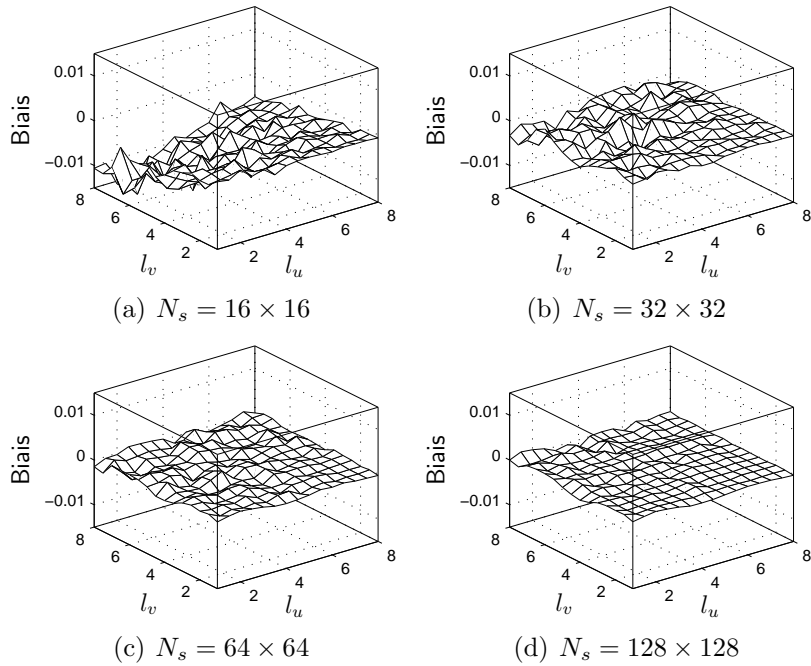 0.01
0
−0.01
Biais
8
6
4
2
l_v
2
4
6
8
l_u
(a) N_s = 16 × 16
0.01
0
−0.01
Biais
8
6
4
2
l_v
2
4
6
8
l_u
(b) N_s = 32 × 32
0.01
0
−0.01
Biais
8
6
4
2
l_v
2
4
6
8
l_u
(c) N_s = 64 × 64
0.01
0
−0.01
Biais
8
6
4
2
l_v
2
4
6
8
l_u
(d) N_s = 128 × 128